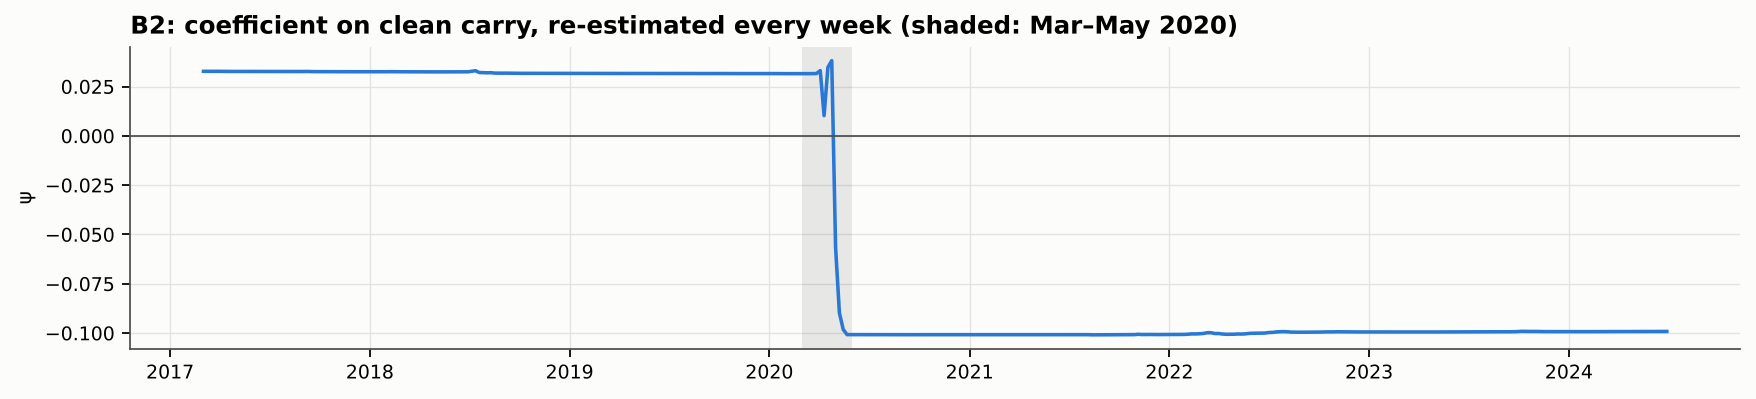 B2: coefficient on clean carry, re-estimated every week (shaded: Mar–May 2020)
ψ
0.025
0.000
−0.025
−0.050
−0.075
−0.100
2017 2018 2019 2020 2021 2022 2023 2024